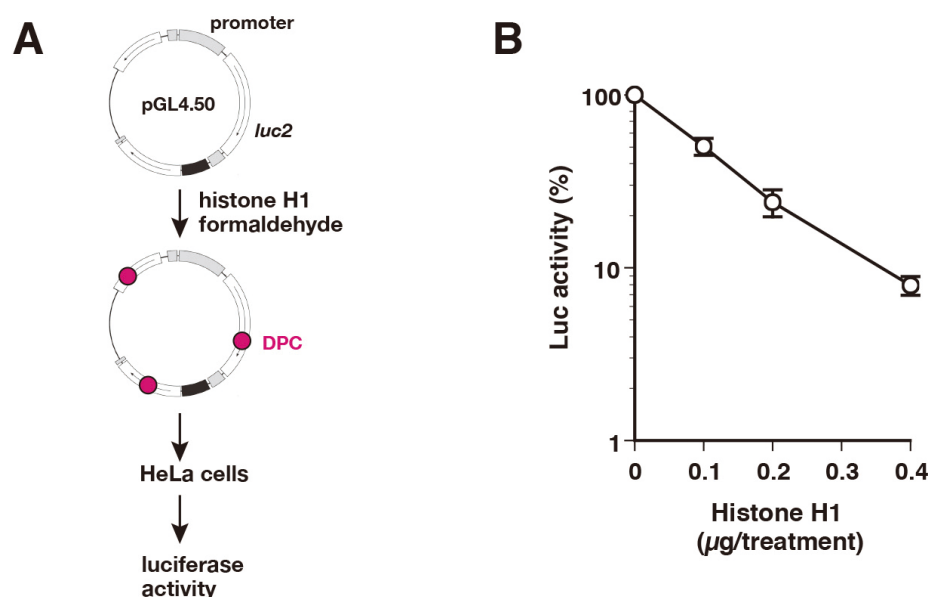 A
promoter
pGL4.50
luc2
histone H1
formaldehyde
DPC
HeLa cells
luciferase
activity
B
Luc activity (%)
100
10
1
0 0.1 0.2 0.3 0.4
Histone H1
(µg/treatment)